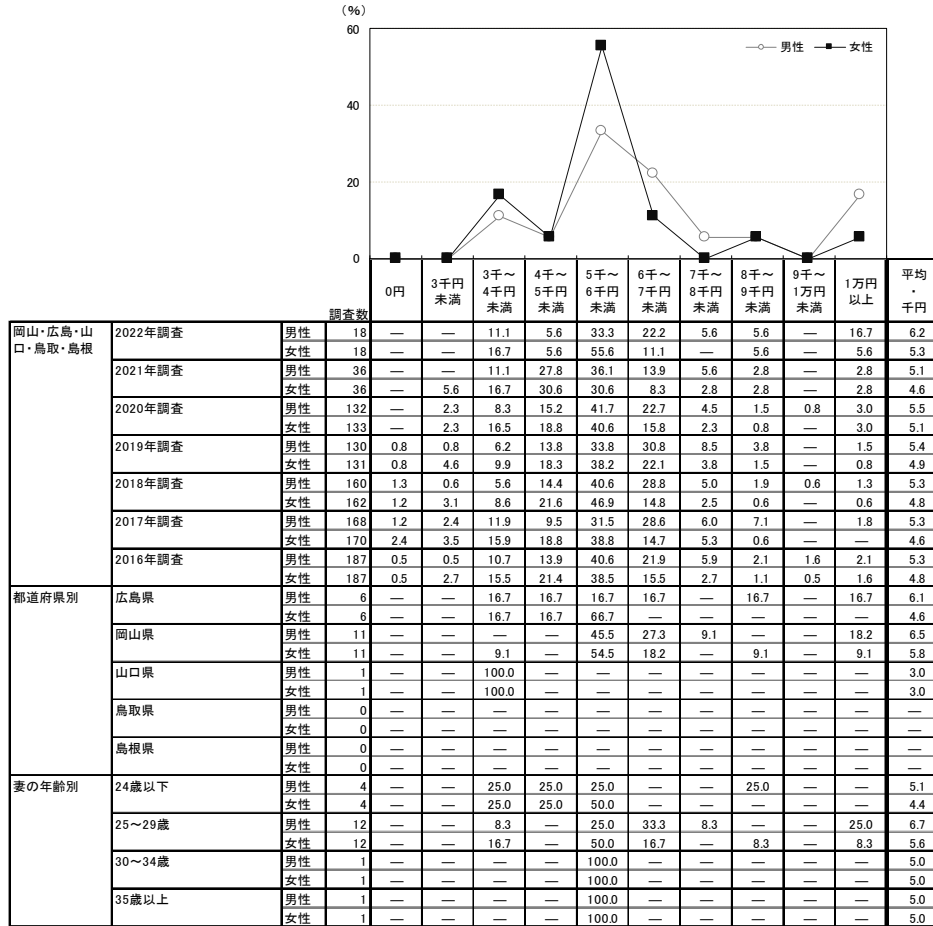 （％）
60
40
20
0
男性 女性
調査数 0円 3千円未満 3千～4千円未満 4千～5千円未満 5千～6千円未満 6千～7千円未満 7千～8千円未満 8千～9千円未満 9千～1万円未満 1万円以上 平均・千円
岡山・広島・山口・鳥取・島根 2022年調査 男性 18 — — 11.1 5.6 33.3 22.2 5.6 5.6 — 16.7 6.2
女性 18 — — 16.7 5.6 55.6 11.1 — 5.6 — 5.6 5.3
2021年調査 男性 36 — — 11.1 27.8 36.1 13.9 5.6 2.8 — 2.8 5.1
女性 36 — 5.6 16.7 30.6 30.6 8.3 2.8 2.8 — 2.8 4.6
2020年調査 男性 132 — 2.3 8.3 15.2 41.7 22.7 4.5 1.5 0.8 3.0 5.5
女性 133 — 2.3 16.5 18.8 40.6 15.8 2.3 0.8 — 3.0 5.1
2019年調査 男性 130 0.8 0.8 6.2 13.8 33.8 30.8 8.5 3.8 — 1.5 5.4
女性 131 0.8 4.6 9.9 18.3 38.2 22.1 3.8 1.5 — 0.8 4.9
2018年調査 男性 160 1.3 0.6 5.6 14.4 40.6 28.8 5.0 1.9 0.6 1.3 5.3
女性 162 1.2 3.1 8.6 21.6 46.9 14.8 2.5 0.6 — 0.6 4.8
2017年調査 男性 168 1.2 2.4 11.9 9.5 31.5 28.6 6.0 7.1 — 1.8 5.3
女性 170 2.4 3.5 15.9 18.8 38.8 14.7 5.3 0.6 — — 4.6
2016年調査 男性 187 0.5 0.5 10.7 13.9 40.6 21.9 5.9 2.1 1.6 2.1 5.3
女性 187 0.5 2.7 15.5 21.4 38.5 15.5 2.7 1.1 0.5 1.6 4.8
都道府県別 広島県 男性 6 — — 16.7 16.7 16.7 16.7 — 16.7 — 16.7 6.1
女性 6 — — 16.7 16.7 66.7 — — — — — 4.6
岡山県 男性 11 — — — — 45.5 27.3 9.1 — — 18.2 6.5
女性 11 — — 9.1 — 54.5 18.2 — 9.1 — 9.1 5.8
山口県 男性 1 — — 100.0 — — — — — — — 3.0
女性 1 — — 100.0 — — — — — — — 3.0
鳥取県 男性 0 — — — — — — — — — — —
女性 0 — — — — — — — — — — —
島根県 男性 0 — — — — — — — — — — —
女性 0 — — — — — — — — — — —
妻の年齢別 24歳以下 男性 4 — — 25.0 25.0 25.0 — — 25.0 — — 5.1
女性 4 — — 25.0 25.0 50.0 — — — — — 4.4
25～29歳 男性 12 — — 8.3 — 25.0 33.3 8.3 — — 25.0 6.7
女性 12 — — 16.7 — 50.0 16.7 — 8.3 — 8.3 5.6
30～34歳 男性 1 — — — — 100.0 — — — — — 5.0
女性 1 — — — — 100.0 — — — — — 5.0
35歳以上 男性 1 — — — — 100.0 — — — — — 5.0
女性 1 — — — — 100.0 — — — — — 5.0